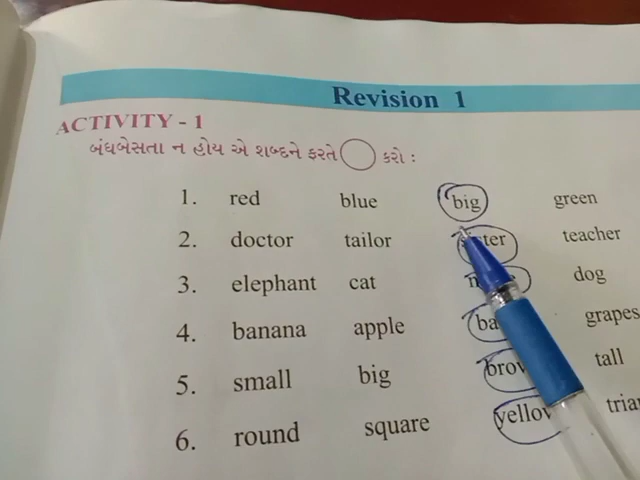 Revision 1
ACTIVITY - 1
બંધબેસતા ન હોય એ શબ્દને ફરતે કરો :
1. red blue big green
2. doctor tailor teacher
3. elephant cat dog
4. banana apple grapes
5. small big tall
6. round square yellow